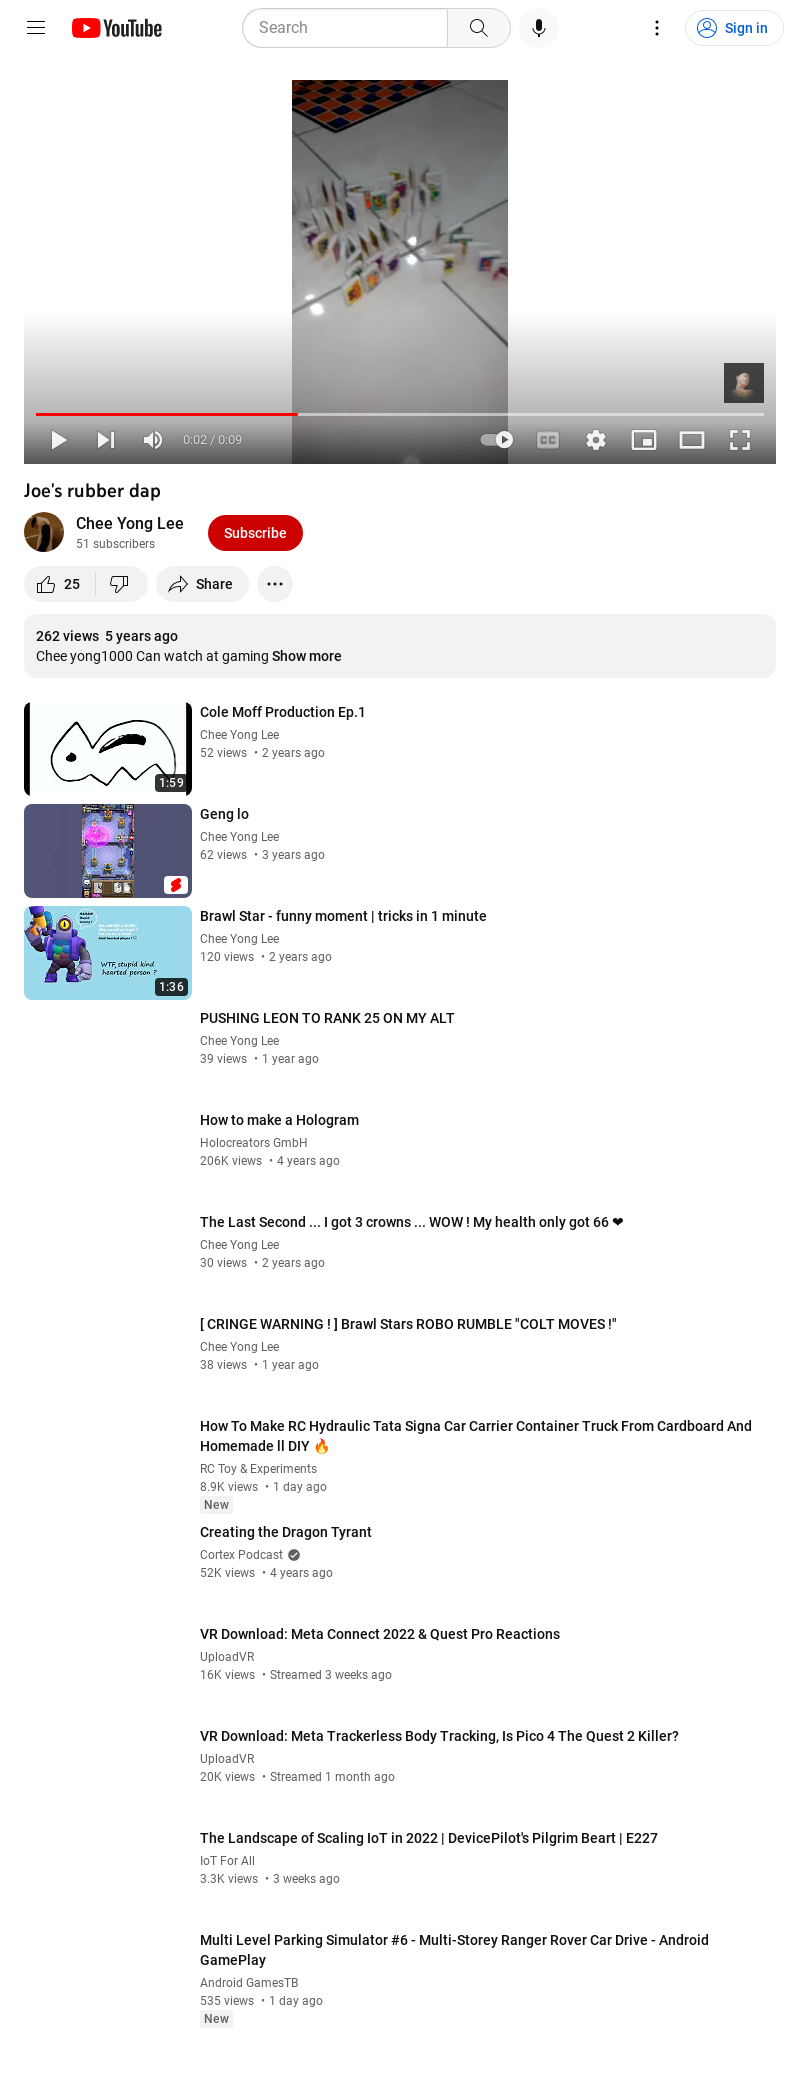 YouTube
Search
Sign in
0:02 / 0:09
CC
Joe's rubber dap
Chee Yong Lee
51 subscribers
Subscribe
25
Share
262 views 5 years ago
Chee yong1000 Can watch at gaming Show more
Cole Moff Production Ep.1
Chee Yong Lee
52 views • 2 years ago
1:59
Geng lo
Chee Yong Lee
62 views • 3 years ago
Brawl Star - funny moment | tricks in 1 minute
Chee Yong Lee
120 views • 2 years ago
WTF, stupid kind
hearted person ?
1:36
PUSHING LEON TO RANK 25 ON MY ALT
Chee Yong Lee
39 views • 1 year ago
How to make a Hologram
Holocreators GmbH
206K views • 4 years ago
The Last Second ... I got 3 crowns ... WOW ! My health only got 66 ❤
Chee Yong Lee
30 views • 2 years ago
[ CRINGE WARNING ! ] Brawl Stars ROBO RUMBLE "COLT MOVES !"
Chee Yong Lee
38 views • 1 year ago
How To Make RC Hydraulic Tata Signa Car Carrier Container Truck From Cardboard And
Homemade ll DIY 🔥
RC Toy & Experiments
8.9K views • 1 day ago
New
Creating the Dragon Tyrant
Cortex Podcast
52K views • 4 years ago
VR Download: Meta Connect 2022 & Quest Pro Reactions
UploadVR
16K views • Streamed 3 weeks ago
VR Download: Meta Trackerless Body Tracking, Is Pico 4 The Quest 2 Killer?
UploadVR
20K views • Streamed 1 month ago
The Landscape of Scaling IoT in 2022 | DevicePilot's Pilgrim Beart | E227
IoT For All
3.3K views • 3 weeks ago
Multi Level Parking Simulator #6 - Multi-Storey Ranger Rover Car Drive - Android
GamePlay
Android GamesTB
535 views • 1 day ago
New